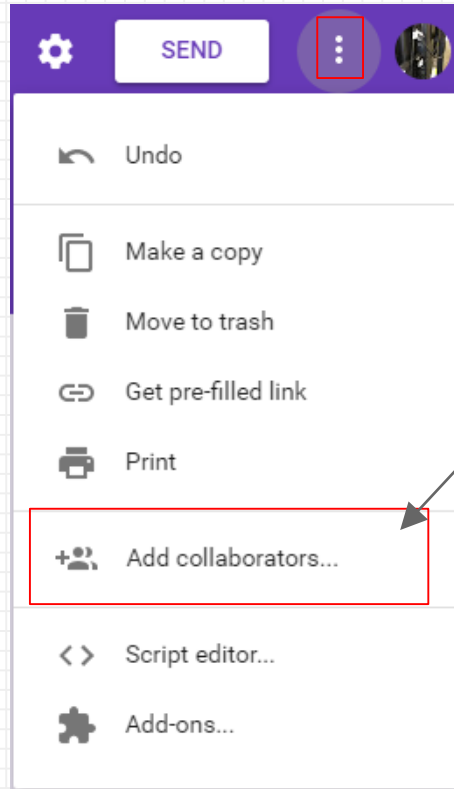 SEND
Undo
Make a copy
Move to trash
Get pre-filled link
Print
Add collaborators...
Script editor...
Add-ons...